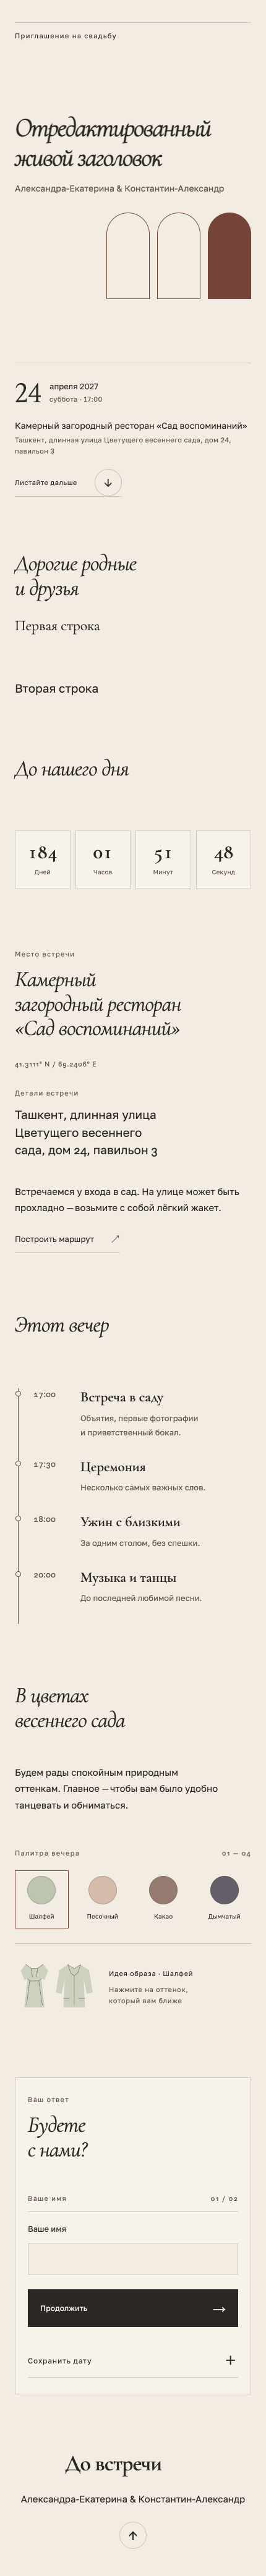 Приглашение на свадьбу
Отредактированный
живой заголовок
Александра-Екатерина & Константин-Александр
24 апреля 2027
суббота · 17:00
Камерный загородный ресторан «Сад воспоминаний»
Ташкент, длинная улица Цветущего весеннего сада, дом 24,
павильон 3
Листайте дальше ↓
Дорогие родные
и друзья
Первая строка
Вторая строка
До нашего дня
184 01 51 48
Дней Часов Минут Секунд
Место встречи
Камерный
загородный ресторан
«Сад воспоминаний»
41.3111° N / 69.2406° E
Детали встречи
Ташкент, длинная улица
Цветущего весеннего
сада, дом 24, павильон 3
Встречаемся у входа в сад. На улице может быть
прохладно — возьмите с собой лёгкий жакет.
Построить маршрут ↗
Этот вечер
17:00 Встреча в саду
Объятия, первые фотографии
и приветственный бокал.
17:30 Церемония
Несколько самых важных слов.
18:00 Ужин с близкими
За одним столом, без спешки.
20:00 Музыка и танцы
До последней любимой песни.
В цветах
весеннего сада
Будем рады спокойным природным
оттенкам. Главное — чтобы вам было удобно
танцевать и обниматься.
Палитра вечера 01 — 04
Шалфей Песочный Какао Дымчатый
Идея образа · Шалфей
Нажмите на оттенок,
который вам ближе
Ваш ответ
Будете
с нами?
Ваше имя 01 / 02
Ваше имя
Продолжить →
Сохранить дату +
До встречи
Александра-Екатерина & Константин-Александр
↑